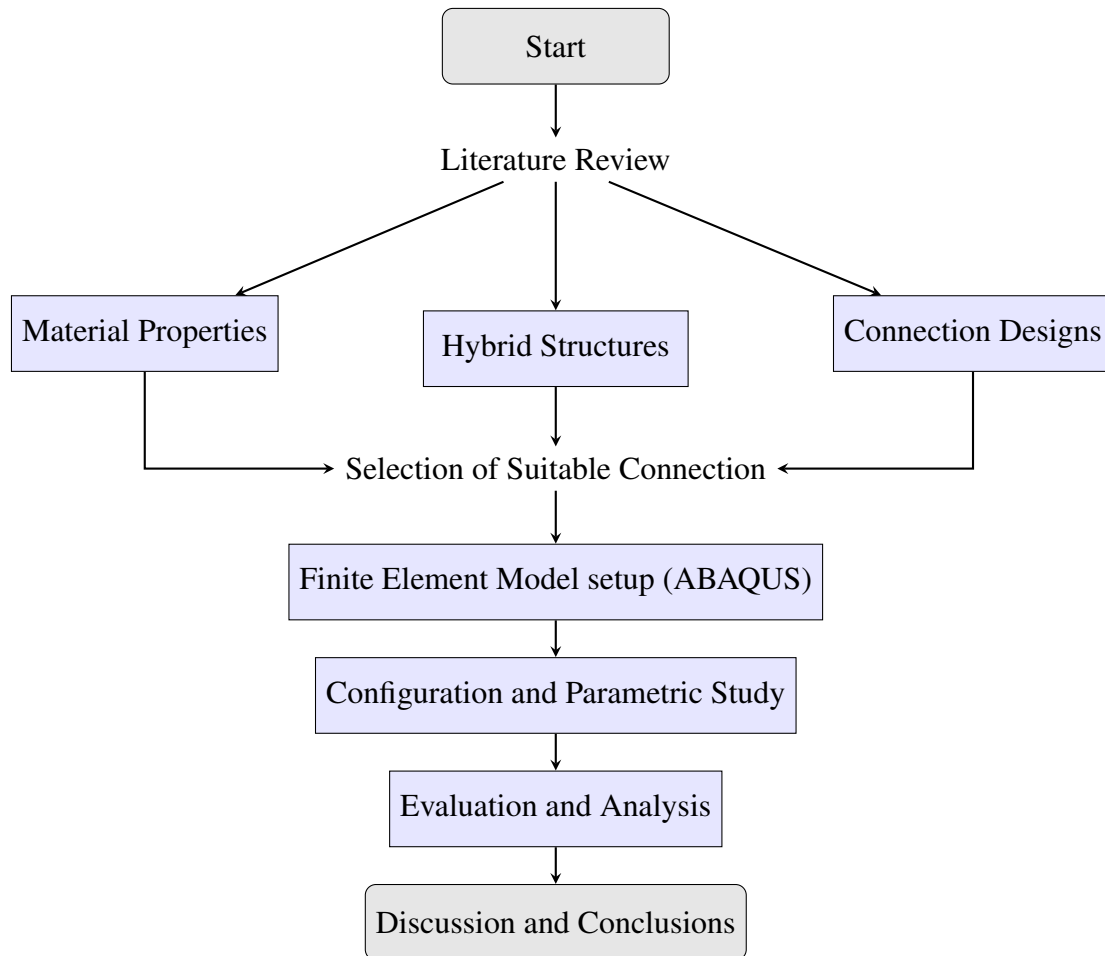 Start
Literature Review
Material Properties
Hybrid Structures
Connection Designs
Selection of Suitable Connection
Finite Element Model setup (ABAQUS)
Configuration and Parametric Study
Evaluation and Analysis
Discussion and Conclusions